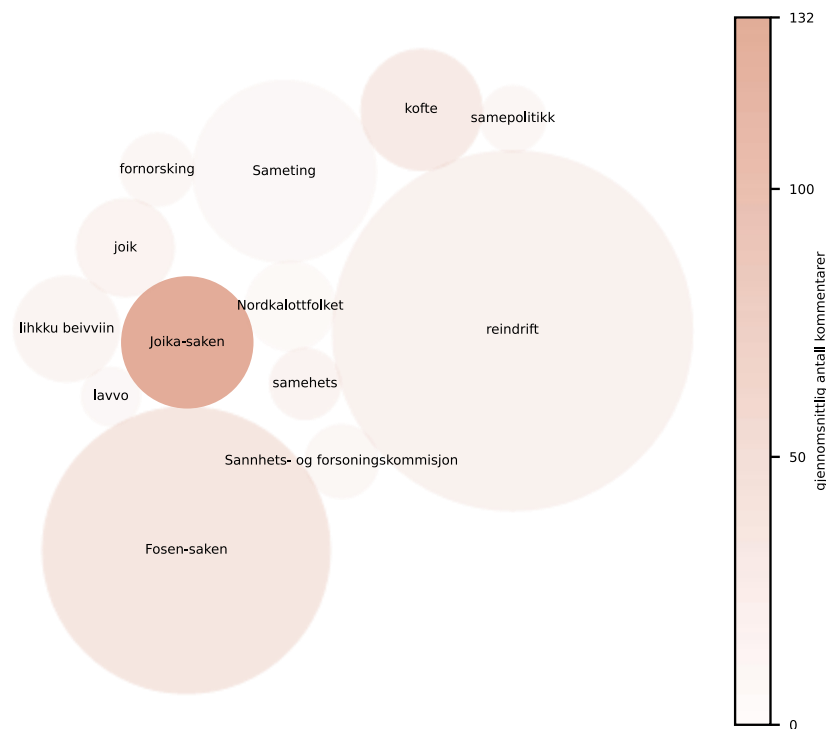 132
kofte
samepolitikk
fornorsking
Sameting
100
joik
Nordkalottfolket
lihkku beivviin
Joika-saken
reindrift
samehets
lavvo
50
Sannhets- og forsoningskommisjon
Fosen-saken
0
gjennomsnittlig antall kommentarer